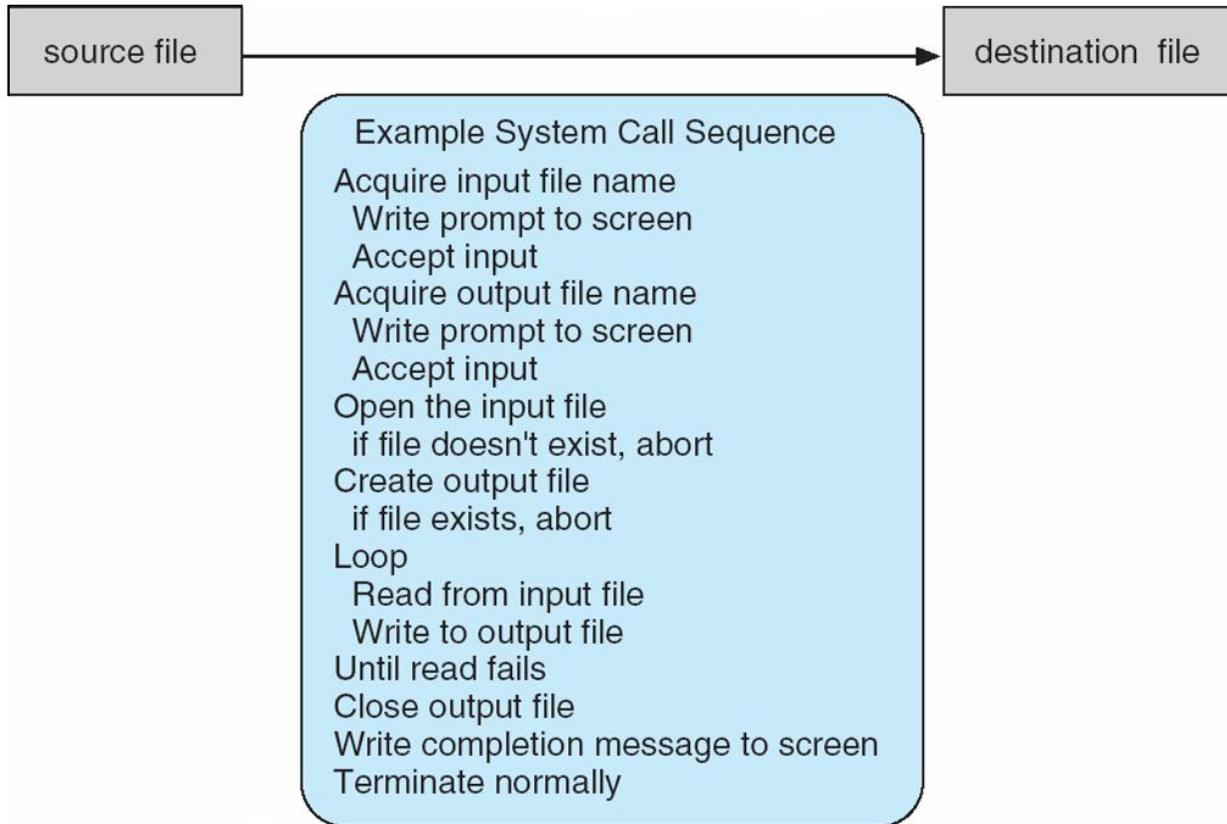 source file
destination file
Example System Call Sequence
Acquire input file name
Write prompt to screen
Accept input
Acquire output file name
Write prompt to screen
Accept input
Open the input file
if file doesn't exist, abort
Create output file
if file exists, abort
Loop
Read from input file
Write to output file
Until read fails
Close output file
Write completion message to screen
Terminate normally